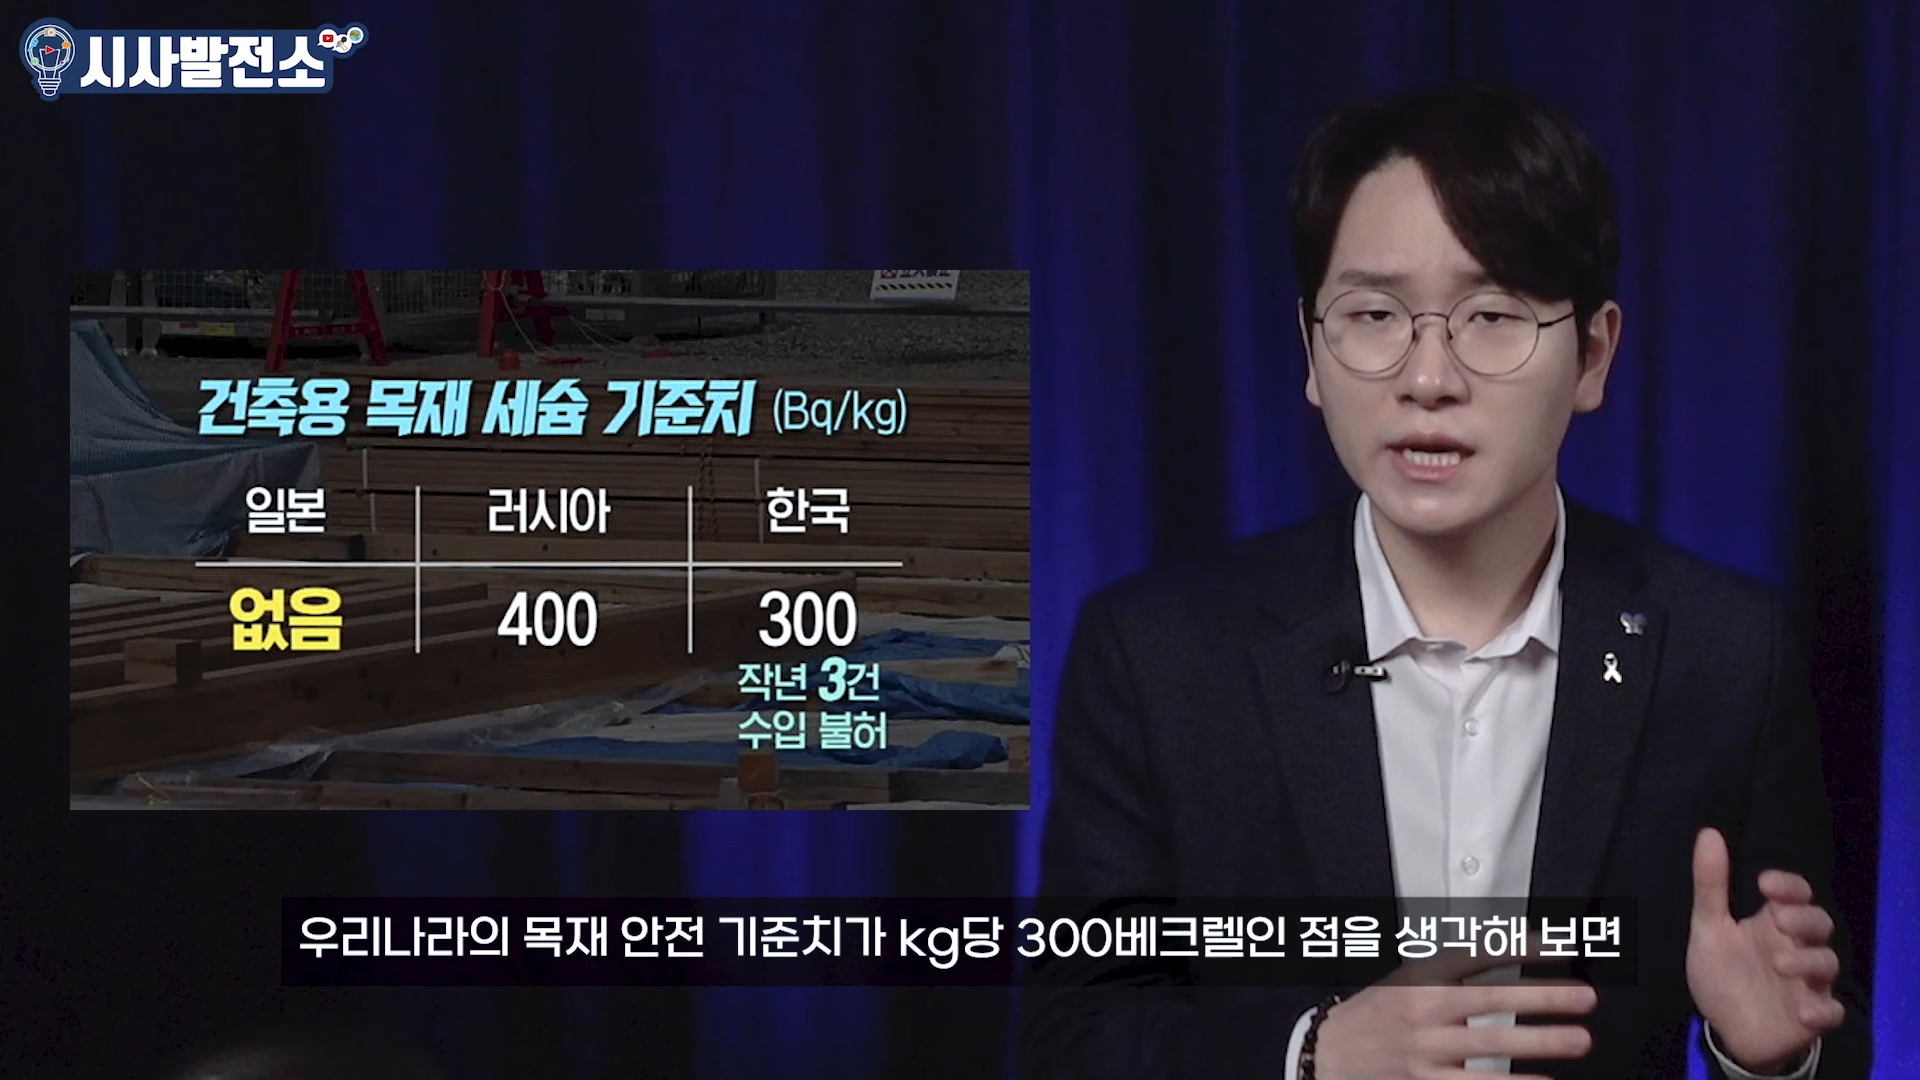 시사발전소
건축용 목재 세슘 기준치 (Bq/kg)
일본 러시아 한국
없음 400 300
작년 3건
수입 불허
우리나라의 목재 안전 기준치가 kg당 300베크렐인 점을 생각해 보면